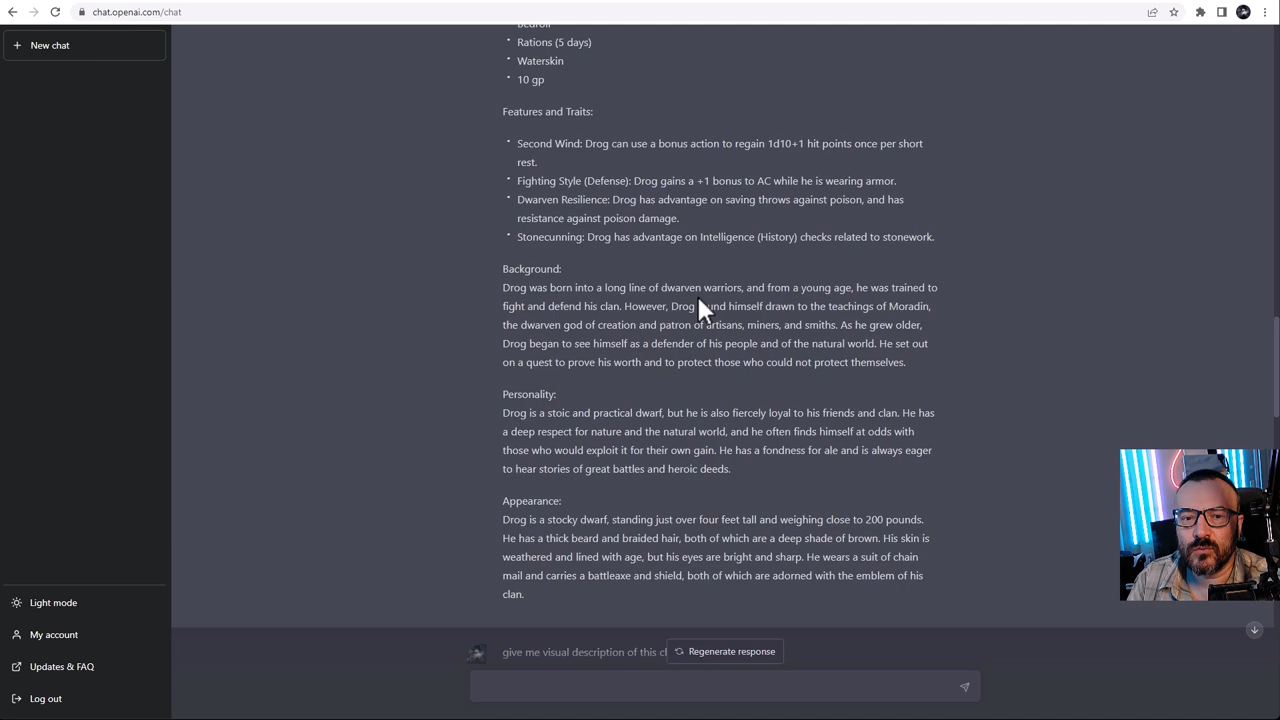 chat.openai.com/chat
New chat
Rations (5 days)
Waterskin
10 gp
Features and Traits:
Second Wind: Drog can use a bonus action to regain 1d10+1 hit points once per short
rest.
Fighting Style (Defense): Drog gains a +1 bonus to AC while he is wearing armor.
Dwarven Resilience: Drog has advantage on saving throws against poison, and has
resistance against poison damage.
Stonecunning: Drog has advantage on Intelligence (History) checks related to stonework.
Background:
Drog was born into a long line of dwarven warriors, and from a young age, he was trained to
fight and defend his clan. However, Drog himself drawn to the teachings of Moradin,
the dwarven god of creation and patron of artisans, miners, and smiths. As he grew older,
Drog began to see himself as a defender of his people and of the natural world. He set out
on a quest to prove his worth and to protect those who could not protect themselves.
Personality:
Drog is a stoic and practical dwarf, but he is also fiercely loyal to his friends and clan. He has
a deep respect for nature and the natural world, and he often finds himself at odds with
those who would exploit it for their own gain. He has a fondness for ale and is always eager
to hear stories of great battles and heroic deeds.
Appearance:
Drog is a stocky dwarf, standing just over four feet tall and weighing close to 200 pounds.
He has a thick beard and braided hair, both of which are a deep shade of brown. His skin is
weathered and lined with age, but his eyes are bright and sharp. He wears a suit of chain
mail and carries a battleaxe and shield, both of which are adorned with the emblem of his
clan.
give me visual description of this
Regenerate response
Light mode
My account
Updates & FAQ
Log out